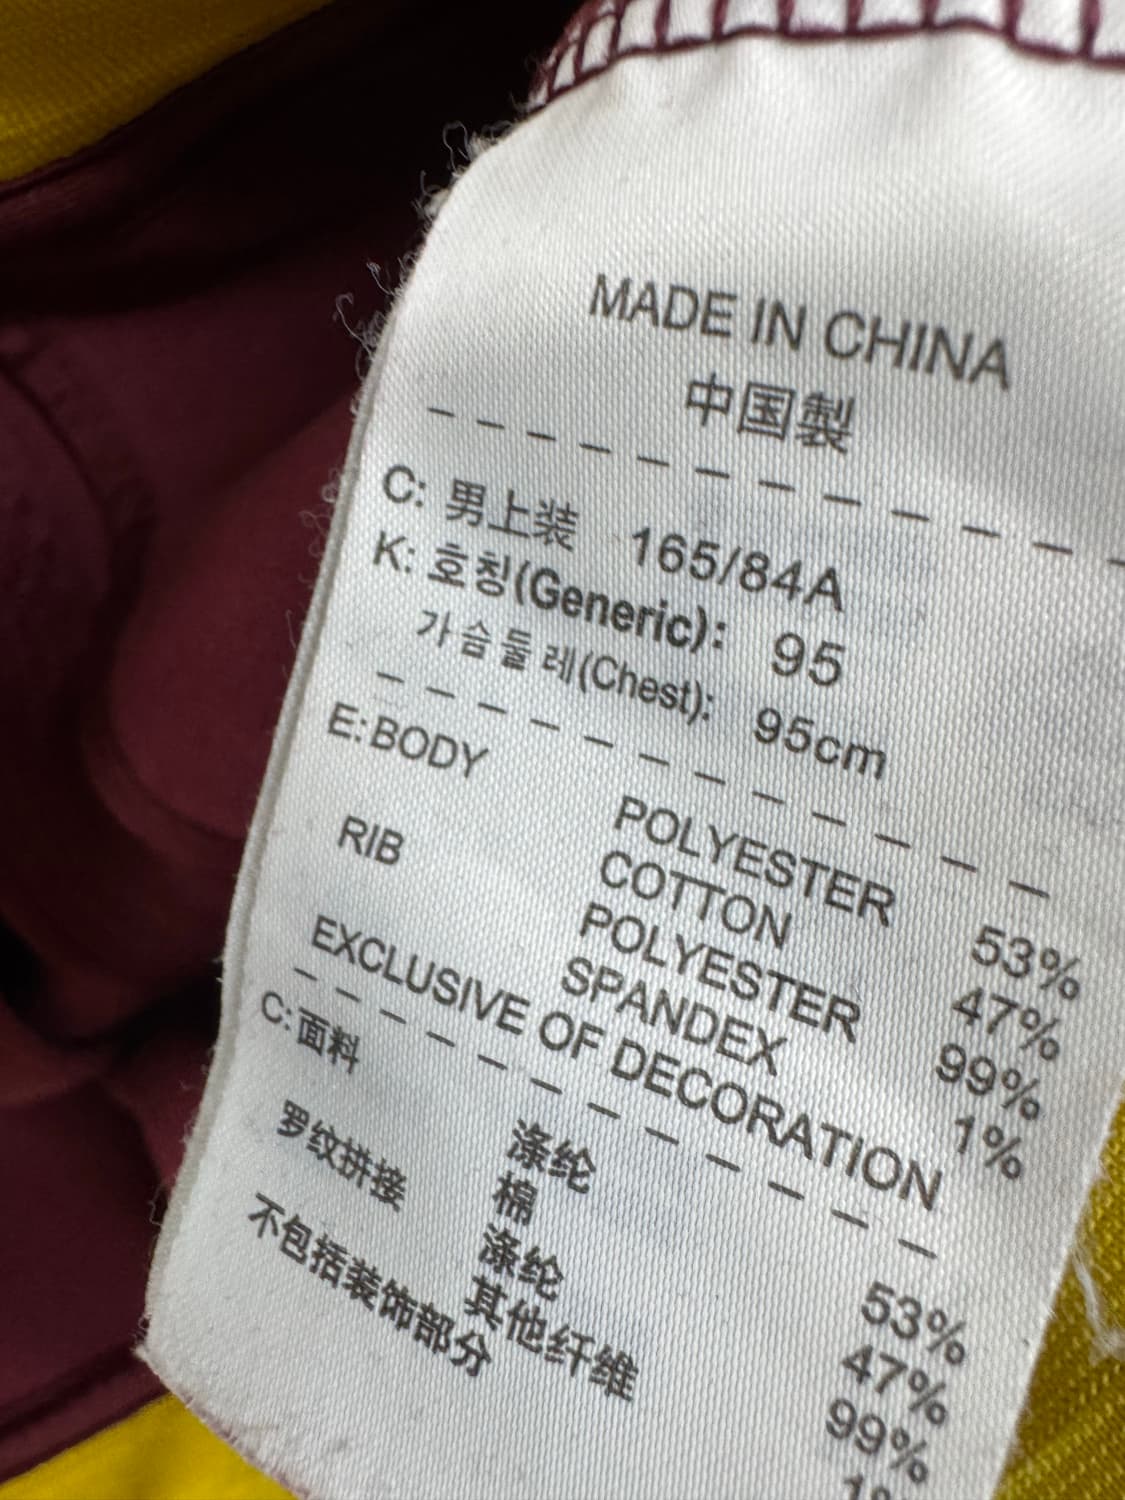 MADE IN CHINA
中国製
C: 男上装 165/84A
K: 호칭(Generic): 95
가슴둘레(Chest): 95cm
E: BODY POLYESTER 53%
COTTON 47%
RIB POLYESTER 99%
SPANDEX 1%
EXCLUSIVE OF DECORATION
C: 面料 涤纶 53%
棉 47%
罗纹拼接 涤纶 99%
其他纤维 1%
不包括装饰部分